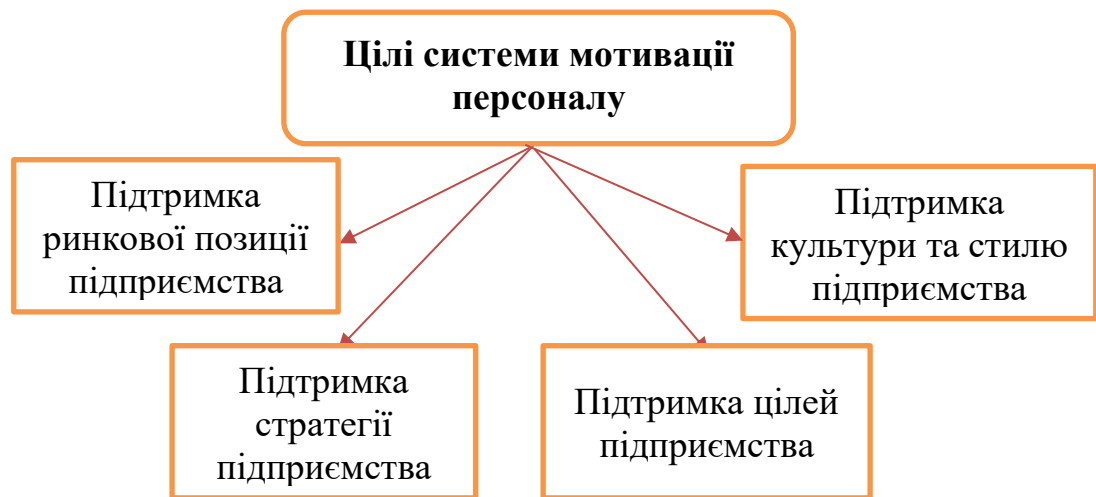 Цілі системи мотивації
персоналу
Підтримка
ринкової позиції
підприємства
Підтримка
культури та стилю
підприємства
Підтримка
стратегії
підприємства
Підтримка цілей
підприємства